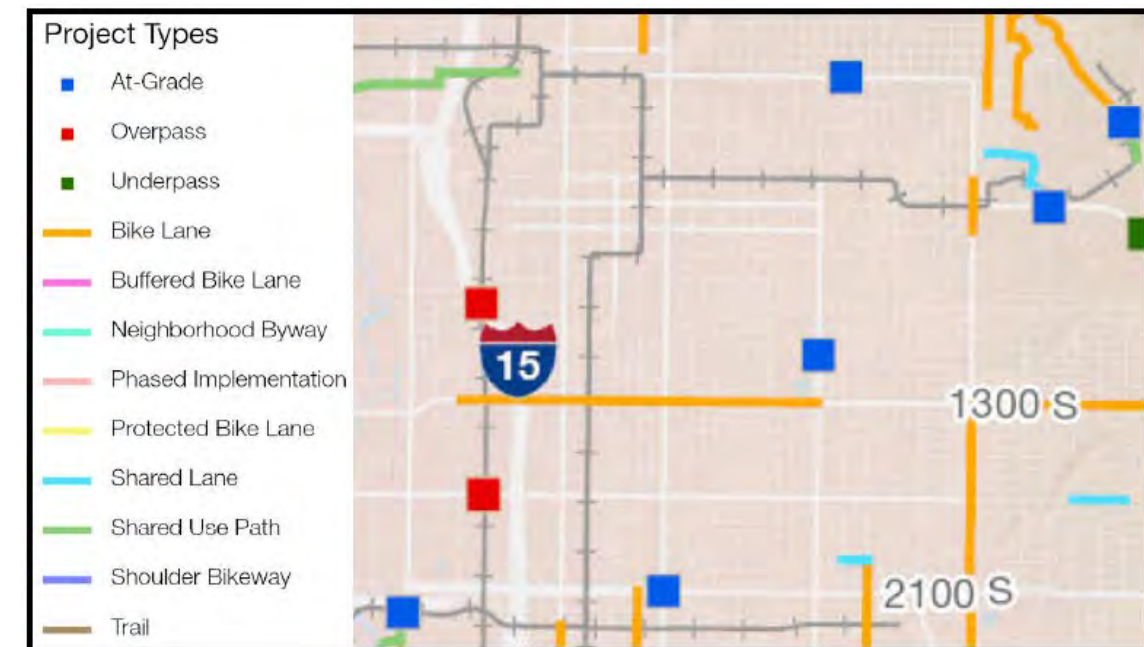 Project Types
At-Grade
Overpass
Underpass
Bike Lane
Buffered Bike Lane
Neighborhood Byway
Phased Implementation
Protected Bike Lane
Shared Lane
Shared Use Path
Shoulder Bikeway
Trail
15
1300 S
2100 S